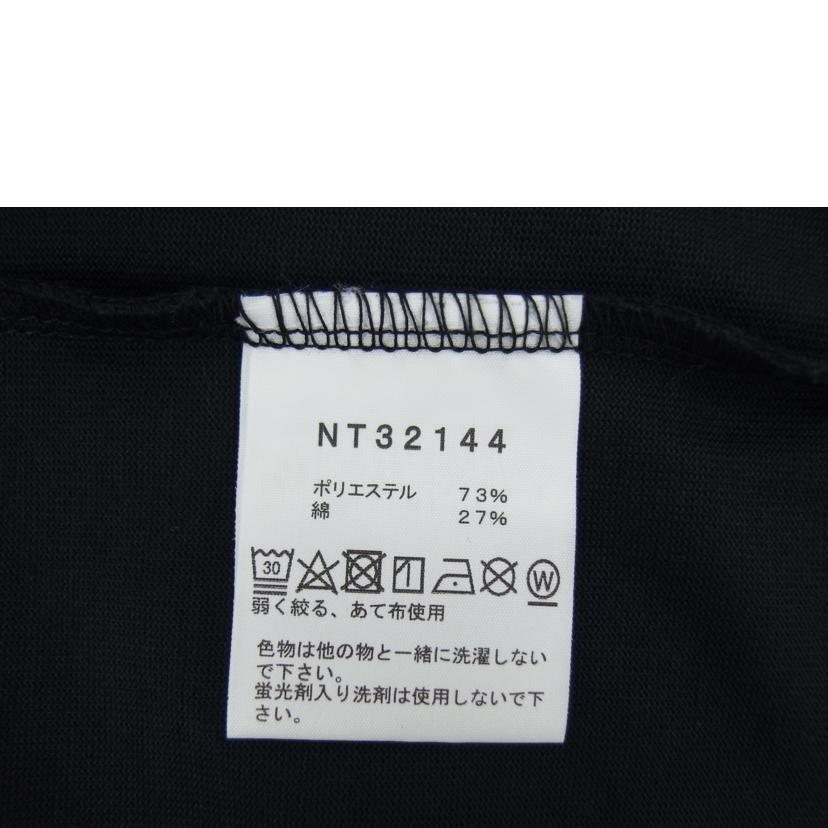 NT32144
ポリエステル 73%
綿 27%
30 W
弱く絞る、あて布使用
色物は他の物と一緒に洗濯しない
で下さい。
蛍光剤入り洗剤は使用しないで下
さい。